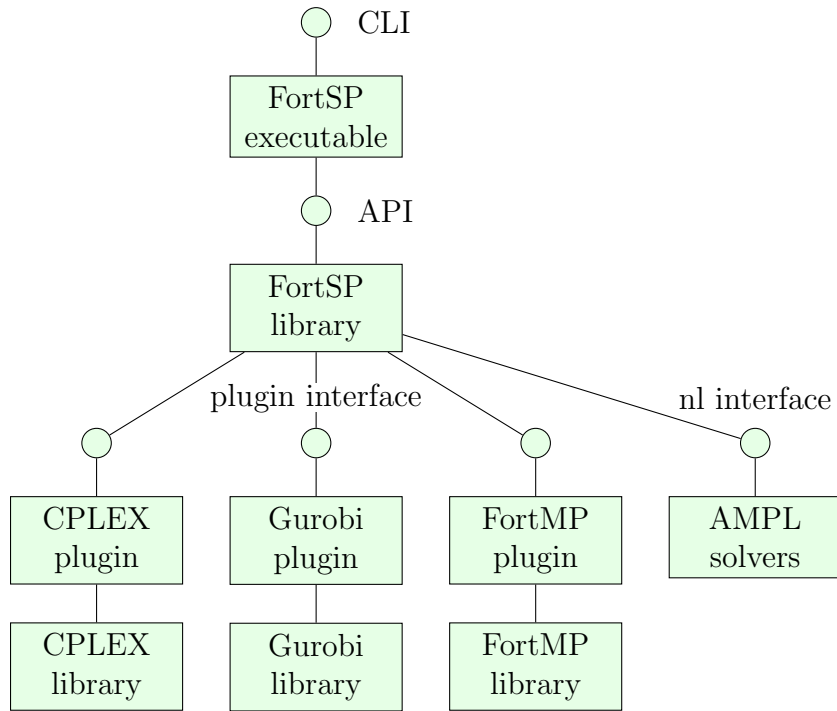 CLI
FortSP
executable
API
FortSP
library
plugin interface
nl interface
CPLEX
plugin
Gurobi
plugin
FortMP
plugin
AMPL
solvers
CPLEX
library
Gurobi
library
FortMP
library